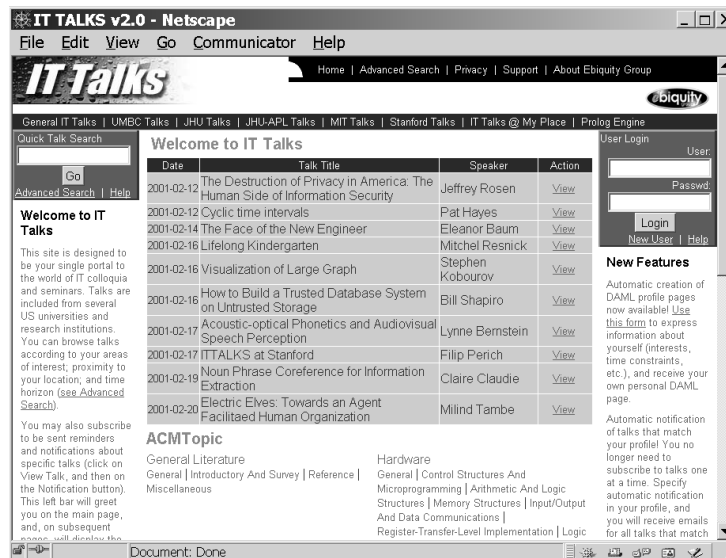 IT TALKS v2.0 - Netscape
File Edit View Go Communicator Help
IT Talks
Home | Advanced Search | Privacy | Support | About Ebiquity Group
ebiquity
General IT Talks | UMBC Talks | JHU Talks | JHU-APL Talks | MIT Talks | Stanford Talks | IT Talks @ My Place | Prolog Engine
Quick Talk Search
Go
Advanced Search | Help
Welcome to IT
Talks
This site is designed to
be your single portal to
the world of IT colloquia
and seminars. Talks are
included from several
US universities and
research institutions.
You can browse talks
according to your areas
of interest; proximity to
your location; and time
horizon (see Advanced
Search).
You may also subscribe
to be sent reminders
and notifications about
specific talks (click on
View Talk, and then on
the Notification button).
This left bar will greet
you on the main page,
and, on subsequent
pages, will display the
Welcome to IT Talks
Date Talk Title Speaker Action
2001-02-12 The Destruction of Privacy in America: The
Human Side of Information Security Jeffrey Rosen View
2001-02-12 Cyclic time intervals Pat Hayes View
2001-02-14 The Face of the New Engineer Eleanor Baum View
2001-02-16 Lifelong Kindergarten Mitchel Resnick View
2001-02-16 Visualization of Large Graph Stephen
Kobourov View
2001-02-16 How to Build a Trusted Database System
on Untrusted Storage Bill Shapiro View
2001-02-17 Acoustic-optical Phonetics and Audiovisual
Speech Perception Lynne Bernstein View
2001-02-17 ITTALKS at Stanford Filip Perich View
2001-02-19 Noun Phrase Coreference for Information
Extraction Claire Claudie View
2001-02-20 Electric Elves: Towards an Agent
Facilitaed Human Organization Milind Tambe View
ACMTopic
General Literature
General | Introductory And Survey | Reference |
Miscellaneous
Hardware
General | Control Structures And
Microprogramming | Arithmetic And Logic
Structures | Memory Structures | Input/Output
And Data Communications |
Register-Transfer-Level Implementation | Logic
User Login
User:
Passwd:
Login
New User | Help
New Features
Automatic creation of
DAML profile pages
now available! Use
this form to express
information about
yourself (interests,
time constraints,
etc.), and receive your
own personal DAML
page.
Automatic notification
of talks that match
your profile! You no
longer need to
subscribe to talks one
at a time. Specify
automatic notification
in your profile, and
you will receive emails
for all talks that match
Document: Done